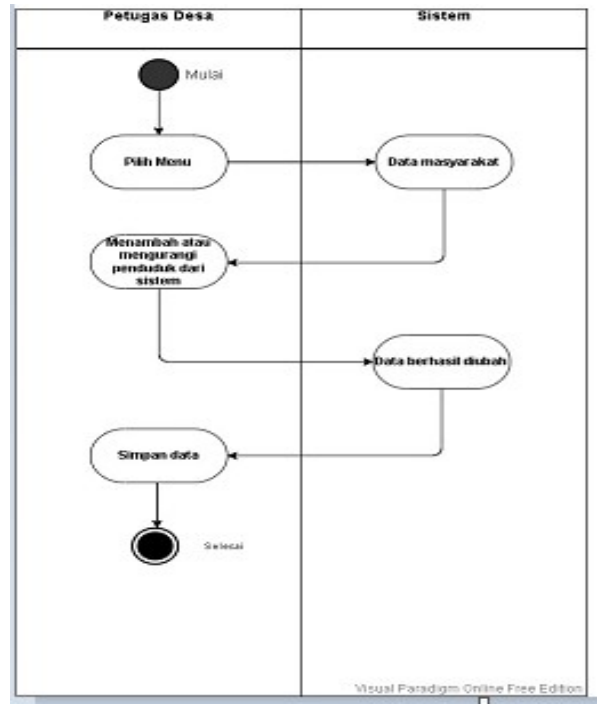 Petugas Desa
Sistem
Mulai
Pilih Menu
Data masyarakat
Menambah atau
mengurangi
penduduk dari
sistem
Data berhasil diubah
Simpan data
Selesai
Visual Paradigm Online Free Edition